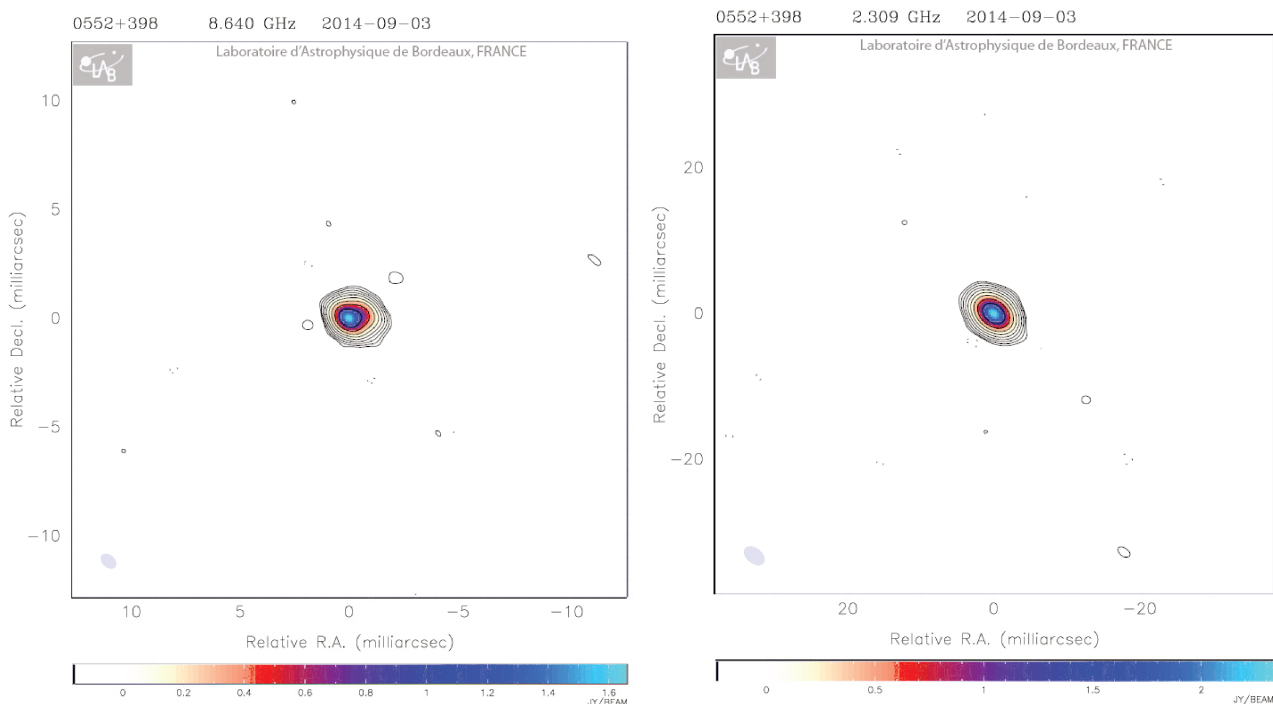 0552+398 8.640 GHz 2014-09-03
Laboratoire d'Astrophysique de Bordeaux, FRANCE
LAB
Relative Decl. (milliarcsec)
10
5
0
−5
−10
10 5 0 −5 −10
Relative R.A. (milliarcsec)
0 0.2 0.4 0.6 0.8 1 1.2 1.4 1.6
JY/BEAM
0552+398 2.309 GHz 2014-09-03
Laboratoire d'Astrophysique de Bordeaux, FRANCE
LAB
Relative Decl. (milliarcsec)
20
0
−20
20 0 −20
Relative R.A. (milliarcsec)
0 0.5 1 1.5 2
JY/BEAM